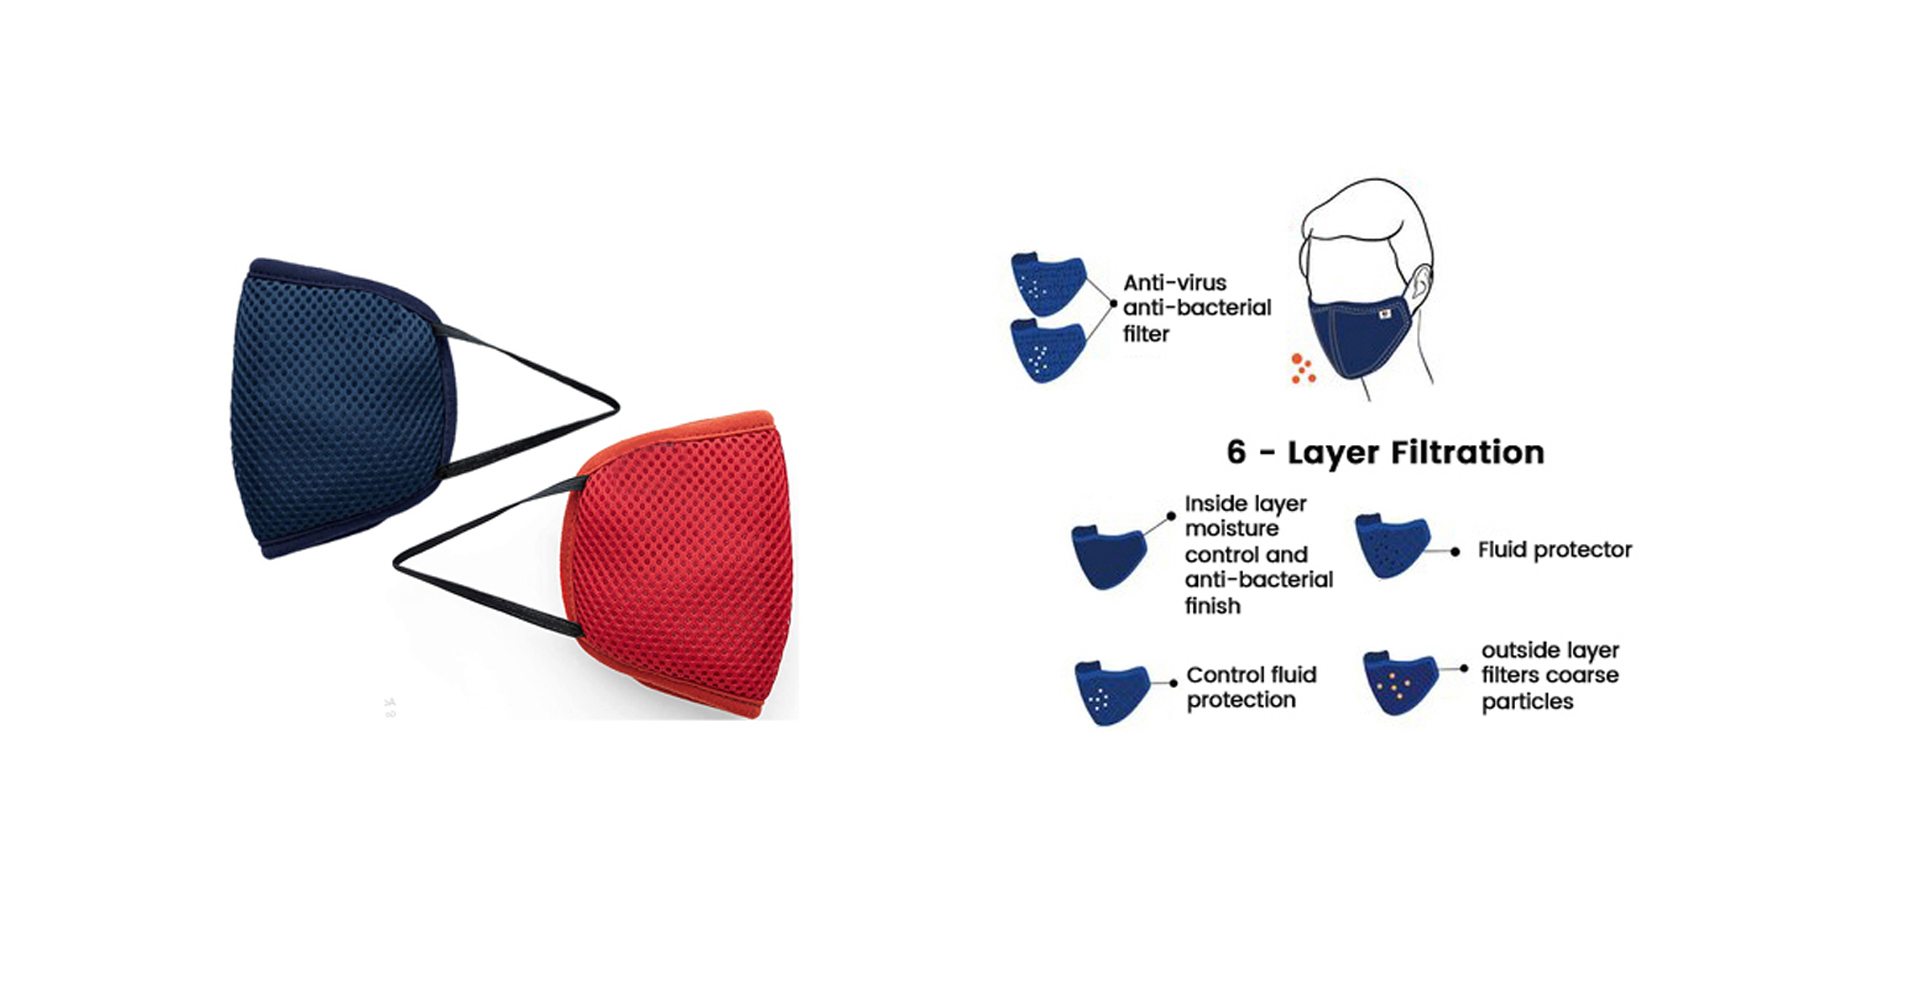 Anti-virus
anti-bacterial
filter
6 - Layer Filtration
Inside layer
moisture
control and
anti-bacterial
finish
Fluid protector
Control fluid
protection
outside layer
filters coarse
particles